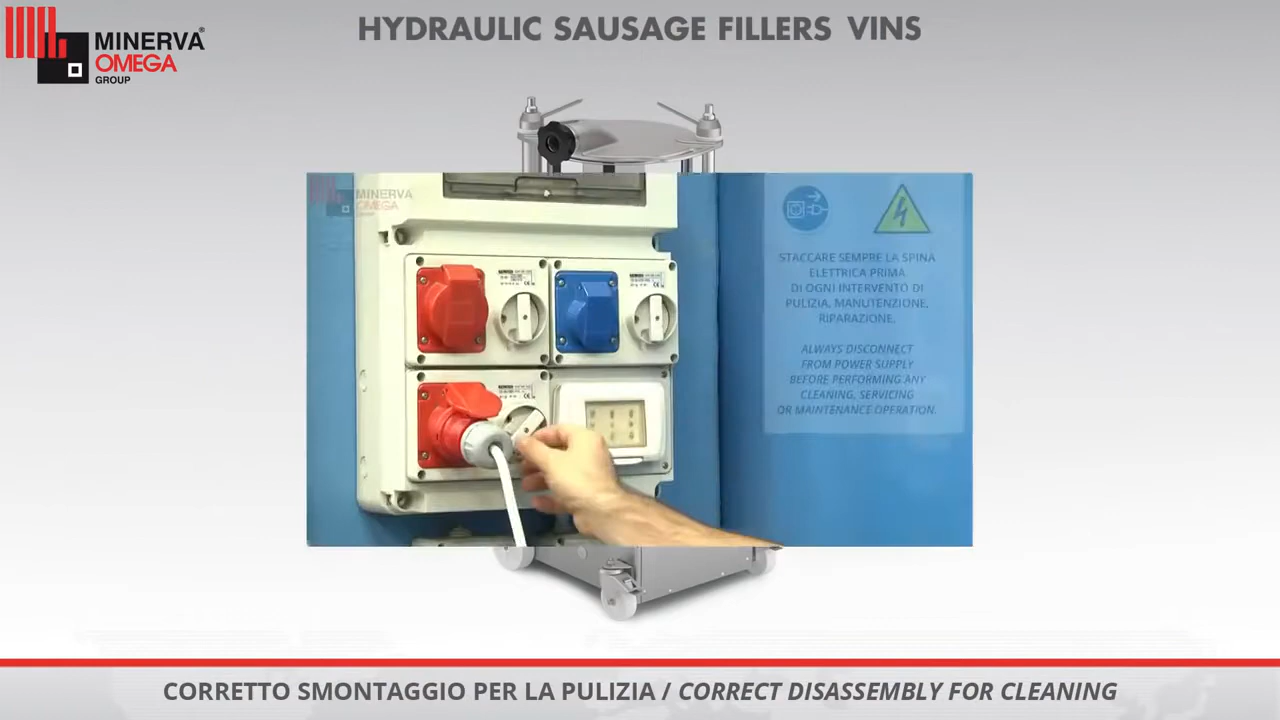 MINERVA®
OMEGA
GROUP
HYDRAULIC SAUSAGE FILLERS VINS
MINERVA
OMEGA
GROUP
STACCARE SEMPRE LA SPINA
ELETTRICA PRIMA
DI OGNI INTERVENTO DI
PULIZIA, MANUTENZIONE,
RIPARAZIONE.
ALWAYS DISCONNECT
FROM POWER SUPPLY
BEFORE PERFORMING ANY
CLEANING, SERVICING
OR MAINTENANCE OPERATION.
CORRETTO SMONTAGGIO PER LA PULIZIA / CORRECT DISASSEMBLY FOR CLEANING